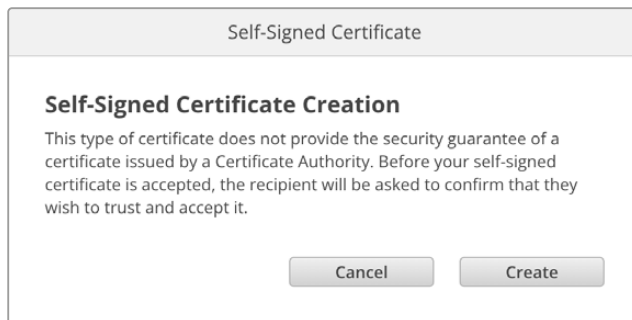 Self-Signed Certificate
Self-Signed Certificate Creation
This type of certificate does not provide the security guarantee of a
certificate issued by a Certificate Authority. Before your self-signed
certificate is accepted, the recipient will be asked to confirm that they
wish to trust and accept it.
Cancel Create